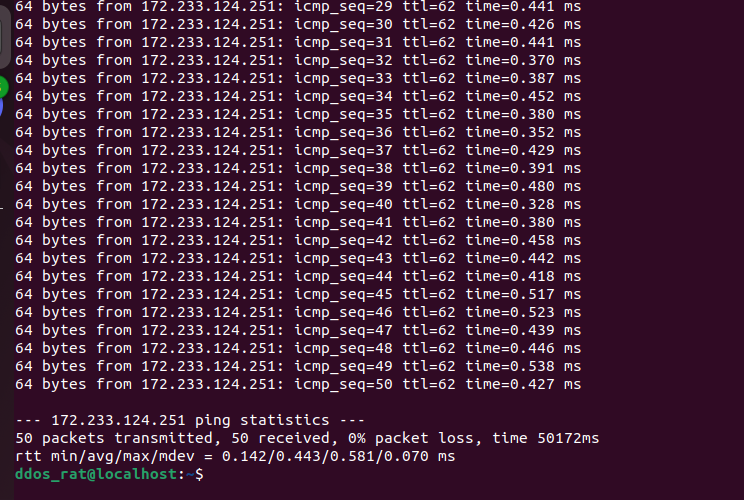 64 bytes from 172.233.124.251: icmp_seq=29 ttl=62 time=0.441 ms
64 bytes from 172.233.124.251: icmp_seq=30 ttl=62 time=0.426 ms
64 bytes from 172.233.124.251: icmp_seq=31 ttl=62 time=0.441 ms
64 bytes from 172.233.124.251: icmp_seq=32 ttl=62 time=0.370 ms
64 bytes from 172.233.124.251: icmp_seq=33 ttl=62 time=0.387 ms
64 bytes from 172.233.124.251: icmp_seq=34 ttl=62 time=0.452 ms
64 bytes from 172.233.124.251: icmp_seq=35 ttl=62 time=0.380 ms
64 bytes from 172.233.124.251: icmp_seq=36 ttl=62 time=0.352 ms
64 bytes from 172.233.124.251: icmp_seq=37 ttl=62 time=0.429 ms
64 bytes from 172.233.124.251: icmp_seq=38 ttl=62 time=0.391 ms
64 bytes from 172.233.124.251: icmp_seq=39 ttl=62 time=0.480 ms
64 bytes from 172.233.124.251: icmp_seq=40 ttl=62 time=0.328 ms
64 bytes from 172.233.124.251: icmp_seq=41 ttl=62 time=0.380 ms
64 bytes from 172.233.124.251: icmp_seq=42 ttl=62 time=0.458 ms
64 bytes from 172.233.124.251: icmp_seq=43 ttl=62 time=0.442 ms
64 bytes from 172.233.124.251: icmp_seq=44 ttl=62 time=0.418 ms
64 bytes from 172.233.124.251: icmp_seq=45 ttl=62 time=0.517 ms
64 bytes from 172.233.124.251: icmp_seq=46 ttl=62 time=0.523 ms
64 bytes from 172.233.124.251: icmp_seq=47 ttl=62 time=0.439 ms
64 bytes from 172.233.124.251: icmp_seq=48 ttl=62 time=0.446 ms
64 bytes from 172.233.124.251: icmp_seq=49 ttl=62 time=0.538 ms
64 bytes from 172.233.124.251: icmp_seq=50 ttl=62 time=0.427 ms
--- 172.233.124.251 ping statistics ---
50 packets transmitted, 50 received, 0% packet loss, time 50172ms
rtt min/avg/max/mdev = 0.142/0.443/0.581/0.070 ms
ddos_rat@localhost:~$